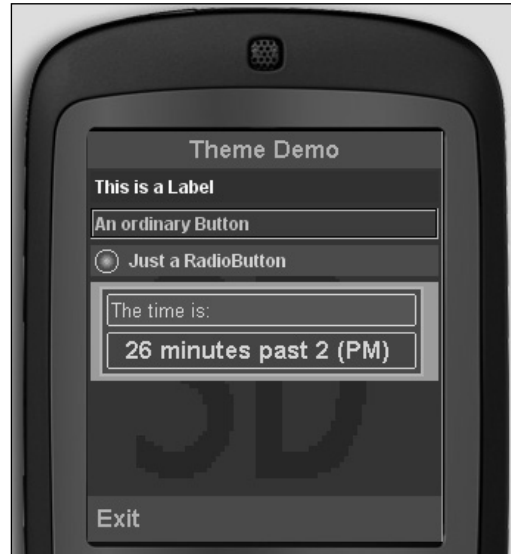 Theme Demo
This is a Label
An ordinary Button
Just a RadioButton
The time is:
26 minutes past 2 (PM)
SD
Exit